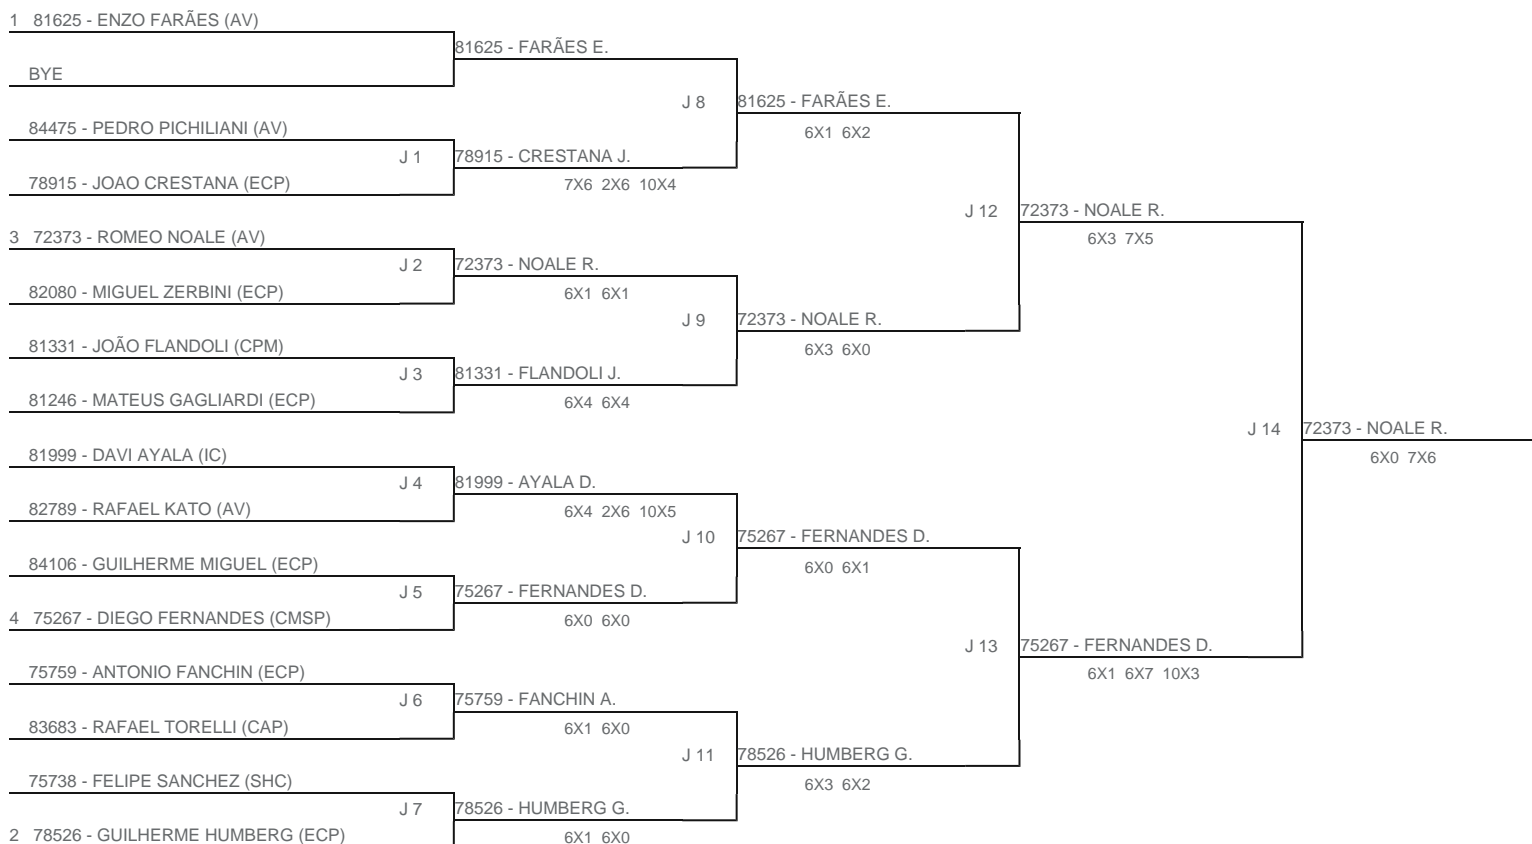 1 81625 - ENZO FARÃES (AV)
81625 - FARÃES E.
BYE
J 8
81625 - FARÃES E.
6X1 6X2
84475 - PEDRO PICHILIANI (AV)
J 1
78915 - CRESTANA J.
7X6 2X6 10X4
78915 - JOAO CRESTANA (ECP)
J 12
72373 - NOALE R.
6X3 7X5
3 72373 - ROMEO NOALE (AV)
J 2
72373 - NOALE R.
6X1 6X1
82080 - MIGUEL ZERBINI (ECP)
J 9
72373 - NOALE R.
6X3 6X0
81331 - JOÃO FLANDOLI (CPM)
J 3
81331 - FLANDOLI J.
6X4 6X4
81246 - MATEUS GAGLIARDI (ECP)
J 14
72373 - NOALE R.
6X0 7X6
81999 - DAVI AYALA (IC)
J 4
81999 - AYALA D.
6X4 2X6 10X5
82789 - RAFAEL KATO (AV)
J 10
75267 - FERNANDES D.
6X0 6X1
84106 - GUILHERME MIGUEL (ECP)
J 5
75267 - FERNANDES D.
6X0 6X0
4 75267 - DIEGO FERNANDES (CMSP)
J 13
75267 - FERNANDES D.
6X1 6X7 10X3
75759 - ANTONIO FANCHIN (ECP)
J 6
75759 - FANCHIN A.
6X1 6X0
83683 - RAFAEL TORELLI (CAP)
J 11
78526 - HUMBERG G.
6X3 6X2
75738 - FELIPE SANCHEZ (SHC)
J 7
78526 - HUMBERG G.
6X1 6X0
2 78526 - GUILHERME HUMBERG (ECP)